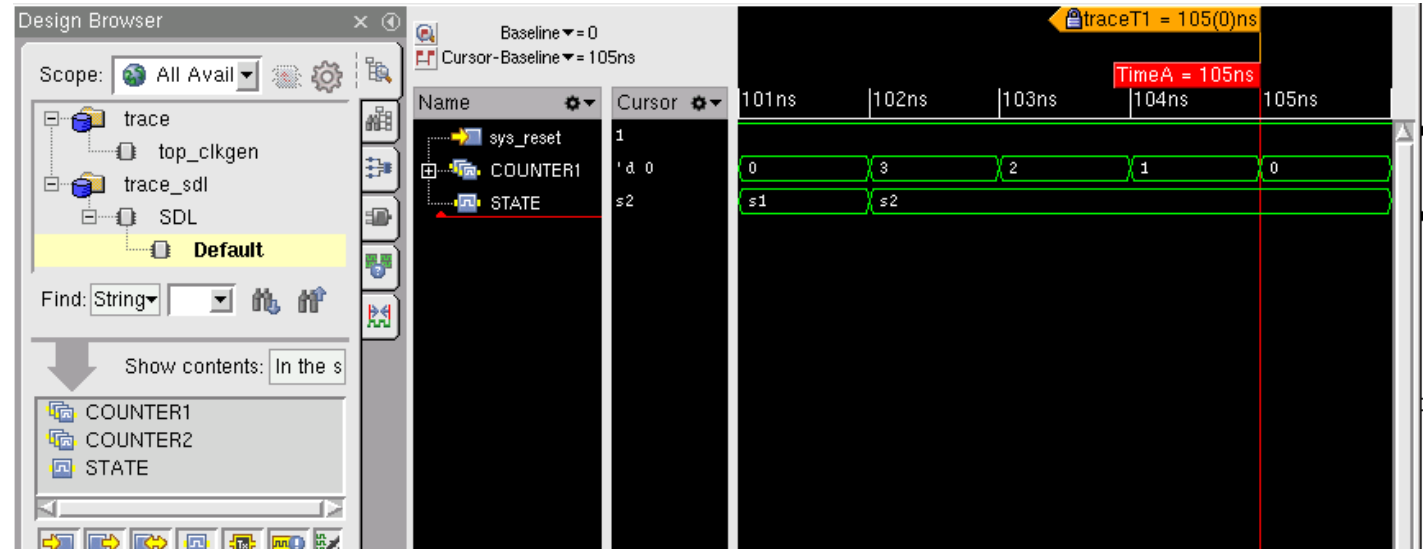 Design Browser
Scope: All Avail
trace
top_clkgen
trace_sdl
SDL
Default
Find: String
Show contents: In the s
COUNTER1
COUNTER2
STATE
Baseline = 0
Cursor-Baseline = 105ns
Name Cursor
sys_reset 1
COUNTER1 'd 0
STATE s2
traceT1 = 105(0)ns
TimeA = 105ns
101ns 102ns 103ns 104ns 105ns
0 3 2 1 0
s1 s2